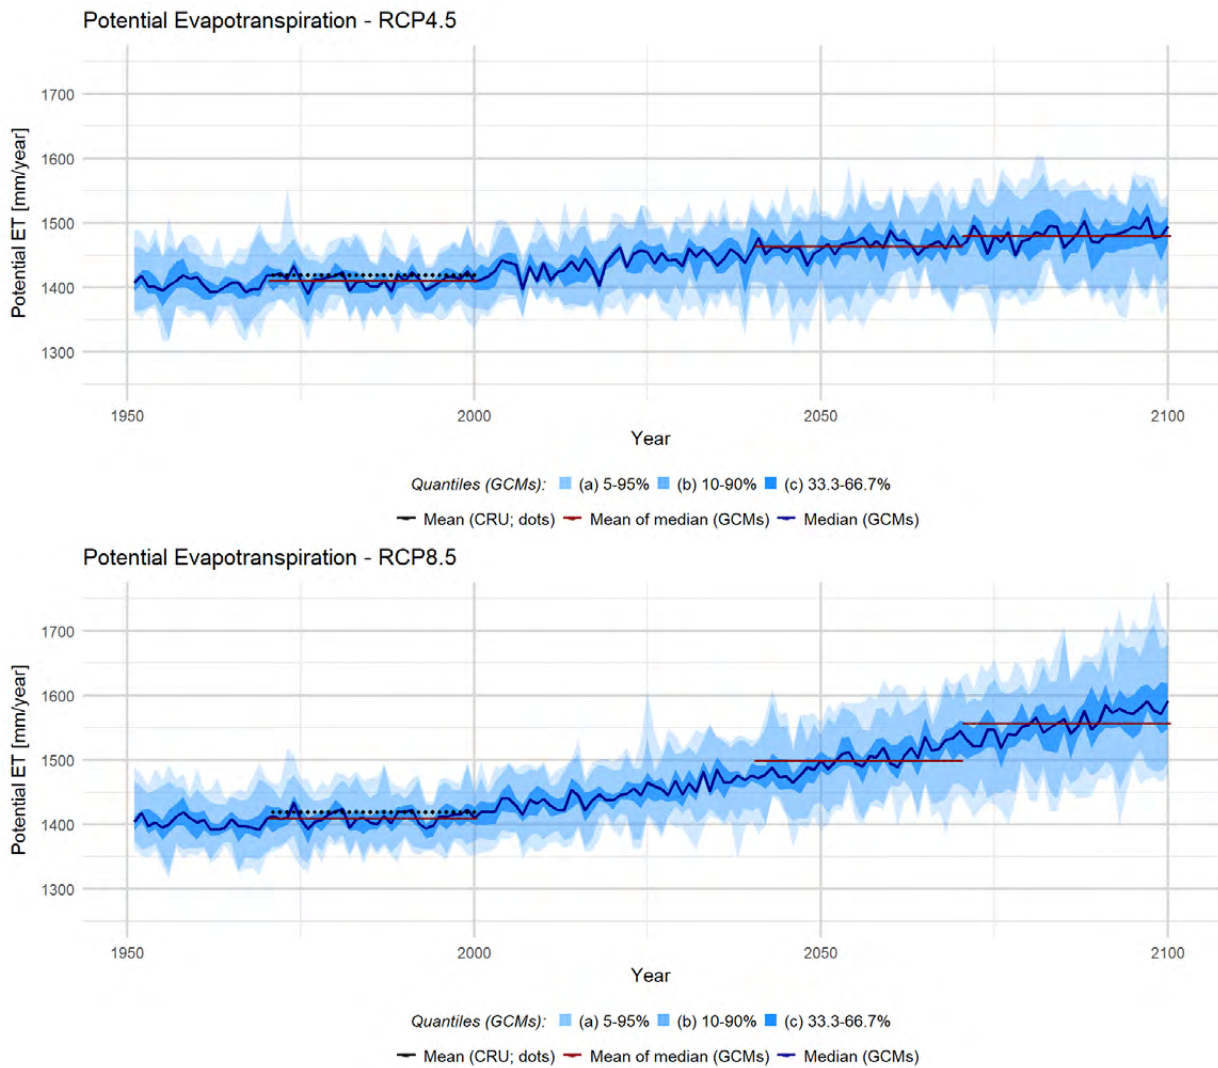 Potential Evapotranspiration - RCP4.5
Potential ET [mm/year]
1700
1600
1500
1400
1300
1950 2000 2050 2100
Year
Quantiles (GCMs): (a) 5-95% (b) 10-90% (c) 33.3-66.7%
Mean (CRU; dots) Mean of median (GCMs) Median (GCMs)
Potential Evapotranspiration - RCP8.5
Potential ET [mm/year]
1700
1600
1500
1400
1300
1950 2000 2050 2100
Year
Quantiles (GCMs): (a) 5-95% (b) 10-90% (c) 33.3-66.7%
Mean (CRU; dots) Mean of median (GCMs) Median (GCMs)